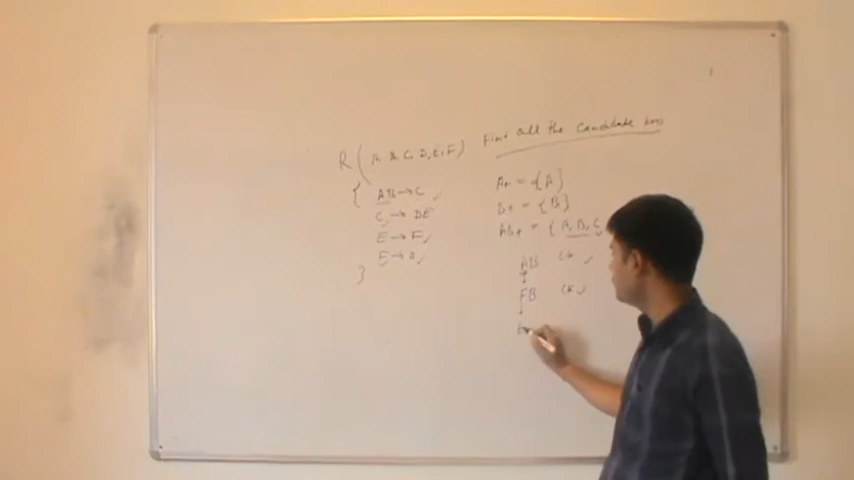 Find all the Candidate keys
R (A, B, C, D, E, F)
{ AB → C ✓
C → DE
E → F ✓
F → A ✓
}
A+ = {A}
B+ = {B}
AB+ = { A, B, C
AB CK ✓
FB CK ✓